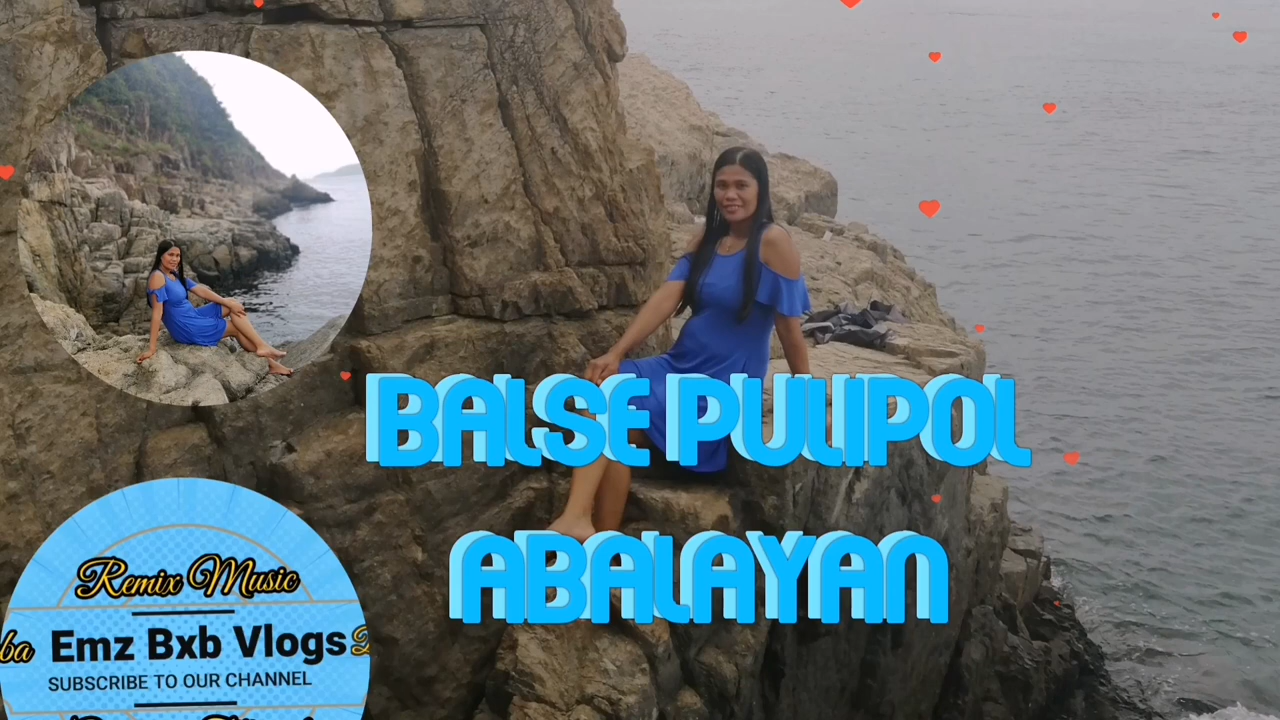 BALSE PULIPOL
ABALAYAN
Remix Music
Emz Bxb Vlogs
SUBSCRIBE TO OUR CHANNEL